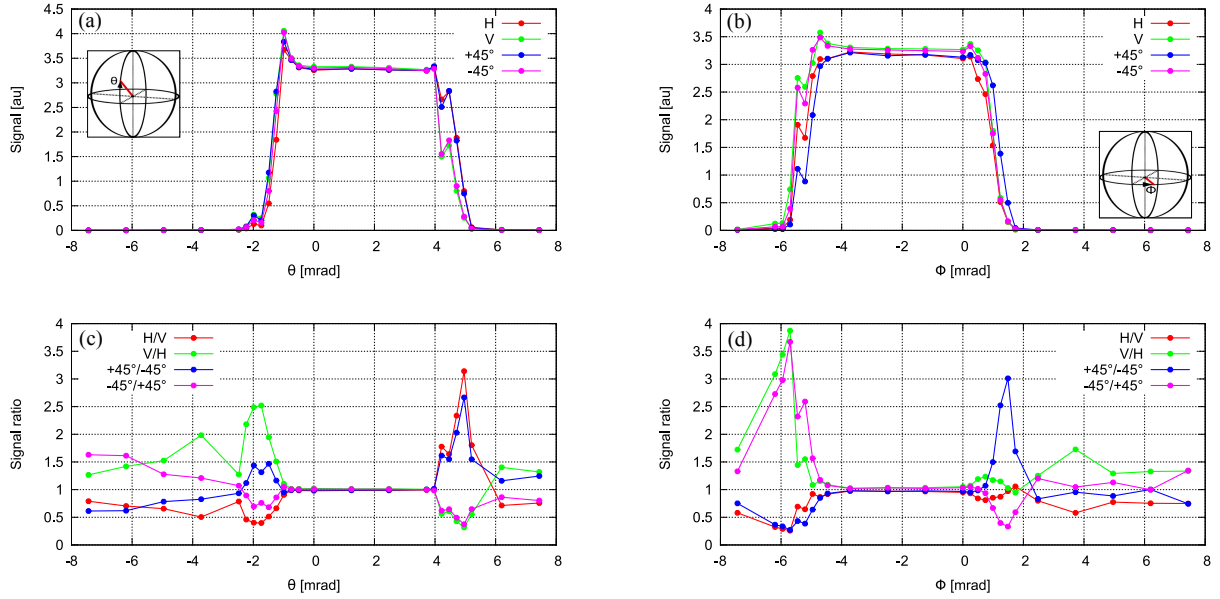 (a)
H
V
+45°
-45°
Signal [au]
4.5
4
3.5
3
2.5
2
1.5
1
0.5
0
θ
-8 -6 -4 -2 0 2 4 6 8
θ [mrad]
(b)
H
V
+45°
-45°
Signal [au]
4
3.5
3
2.5
2
1.5
1
0.5
0
Φ
-8 -6 -4 -2 0 2 4 6 8
Φ [mrad]
(c)
H/V
V/H
+45°/-45°
-45°/+45°
Signal ratio
4
3.5
3
2.5
2
1.5
1
0.5
0
-8 -6 -4 -2 0 2 4 6 8
θ [mrad]
(d)
H/V
V/H
+45°/-45°
-45°/+45°
Signal ratio
4
3.5
3
2.5
2
1.5
1
0.5
0
-8 -6 -4 -2 0 2 4 6 8
Φ [mrad]